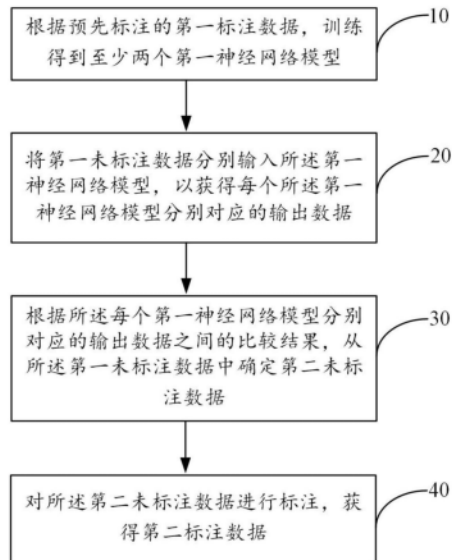 根据预先标注的第一标注数据，训练
得到至少两个第一神经网络模型
10
将第一未标注数据分别输入所述第一
神经网络模型，以获得每个所述第一
神经网络模型分别对应的输出数据
20
根据所述每个第一神经网络模型分别
对应的输出数据之间的比较结果，从
所述第一未标注数据中确定第二未标
注数据
30
对所述第二未标注数据进行标注，获
得第二标注数据
40